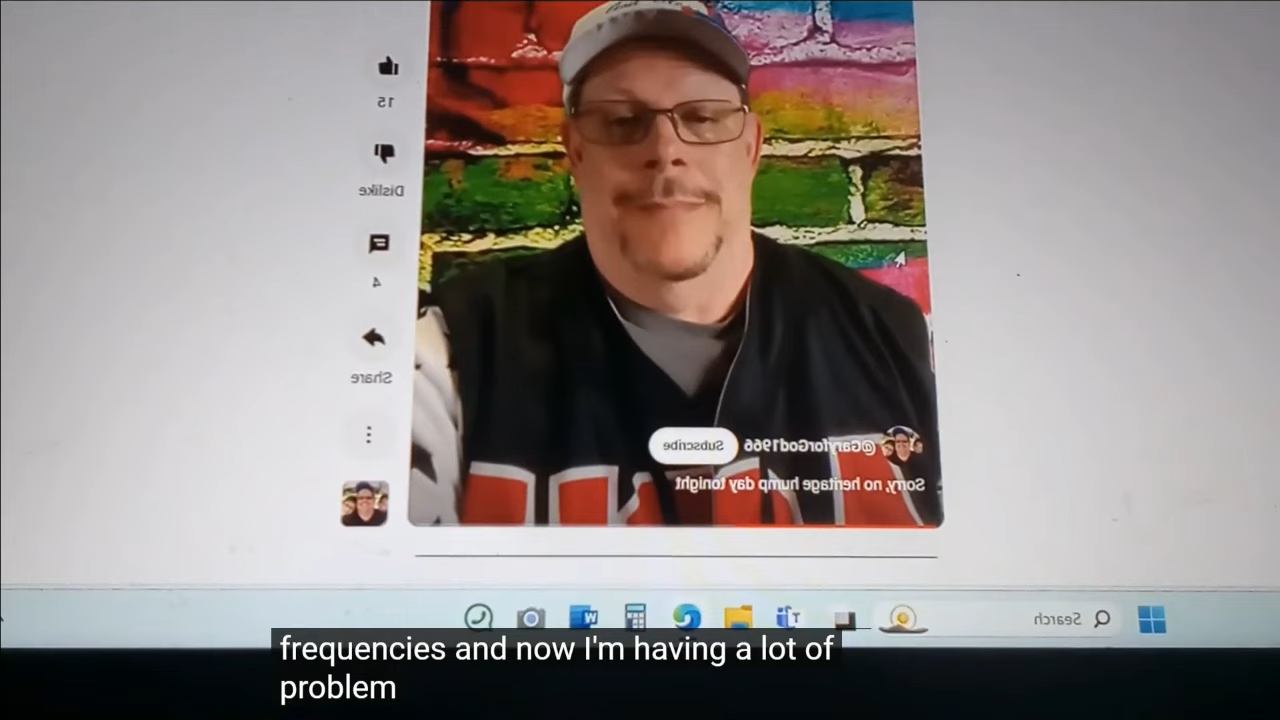 15
Dislike
4
Share
@GaryforGod1966 Subscribe
Sorry, no heritage hump day tonight
Search
frequencies and now I'm having a lot of
problem